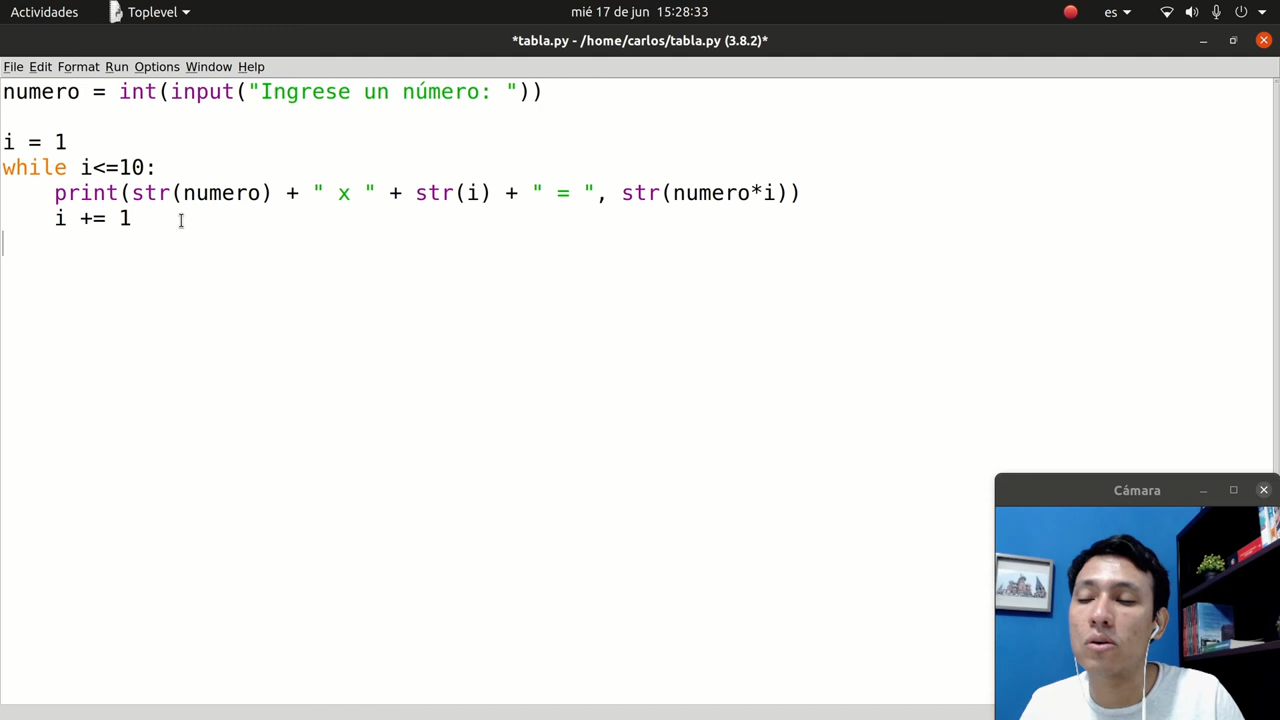 Actividades Toplevel mié 17 de jun 15:28:33 es
*tabla.py - /home/carlos/tabla.py (3.8.2)*
File Edit Format Run Options Window Help
numero = int(input("Ingrese un número: "))
i = 1
while i<=10:
print(str(numero) + " x " + str(i) + " = ", str(numero*i))
i += 1
Cámara